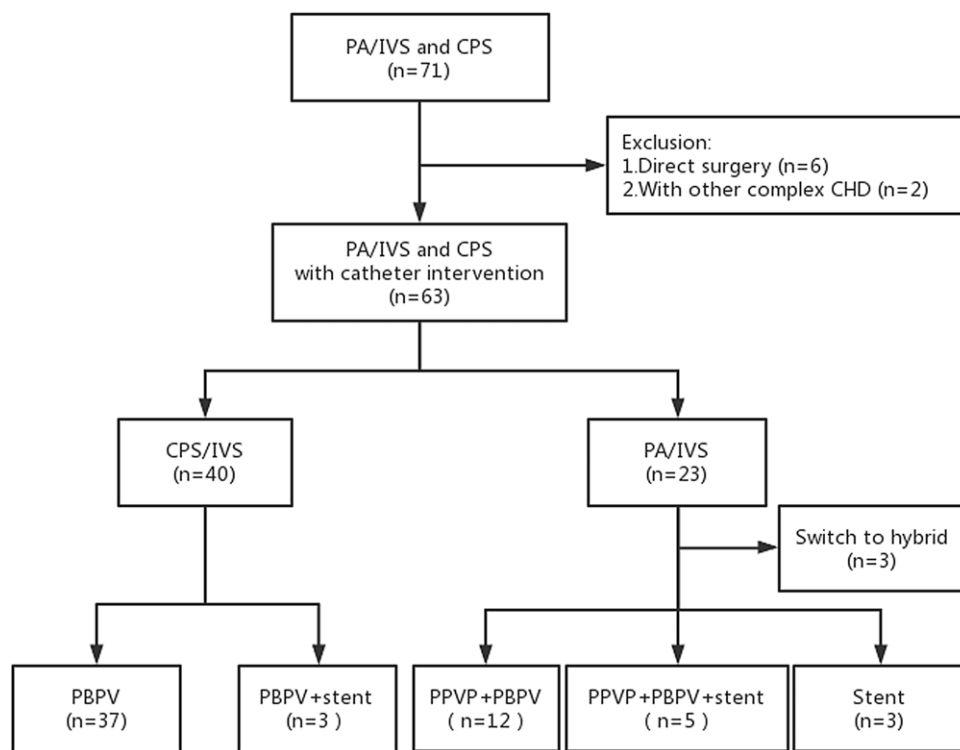 PA/IVS and CPS
(n=71)
Exclusion:
1.Direct surgery (n=6)
2.With other complex CHD (n=2)
PA/IVS and CPS
with catheter intervention
(n=63)
CPS/IVS
(n=40)
PA/IVS
(n=23)
Switch to hybrid
(n=3)
PBPV
(n=37)
PBPV+stent
(n=3 )
PPVP+PBPV
( n=12)
PPVP+PBPV+stent
( n=5 )
Stent
(n=3)